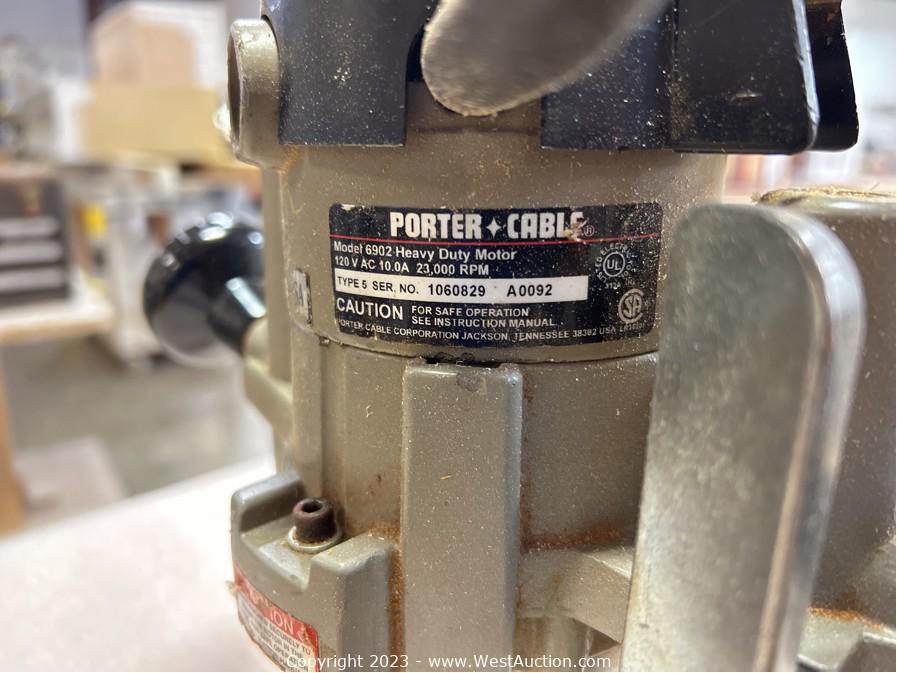 PORTER✦CABLE®
Model 6902 Heavy Duty Motor
120 V AC 10.0A 23,000 RPM
TYPE 5 SER. NO. 1060829 A0092
CAUTION FOR SAFE OPERATION
SEE INSTRUCTION MANUAL
PORTER CABLE CORPORATION JACKSON, TENNESSEE 38302 USA
UL
SA
Copyright 2023 - www.WestAuction.com